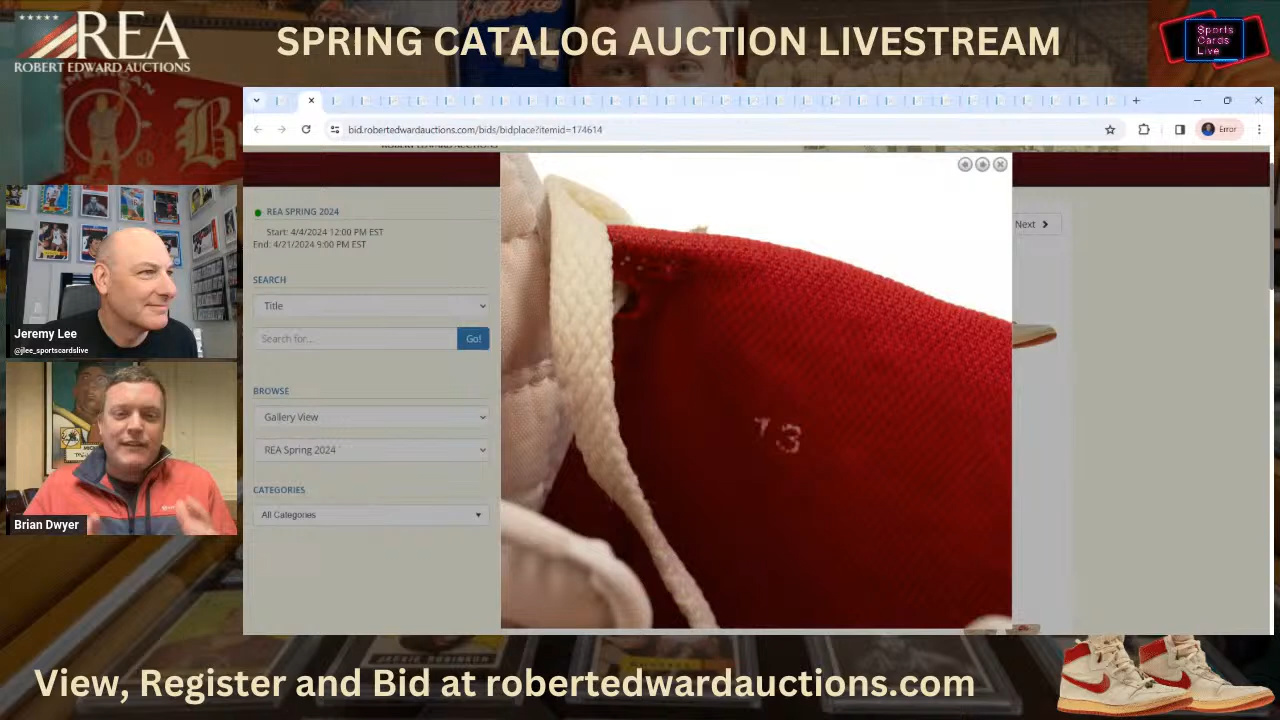 ★★★★★
REA
ROBERT EDWARD AUCTIONS
SPRING CATALOG AUCTION LIVESTREAM
Sports
Cards
Live
AMERICAN
B
bid.robertedwardauctions.com/bids/bidplace?itemid=174614
Error
REA SPRING 2024
Start: 4/4/2024 12:00 PM EST
End: 4/21/2024 9:00 PM EST
SEARCH
Title
Search for...
Go!
BROWSE
Gallery View
REA Spring 2024
CATEGORIES
All Categories
Next
13
Jeremy Lee
@jlee_sportscardslive
Brian Dwyer
JACKIE ROBINSON
View, Register and Bid at robertedwardauctions.com